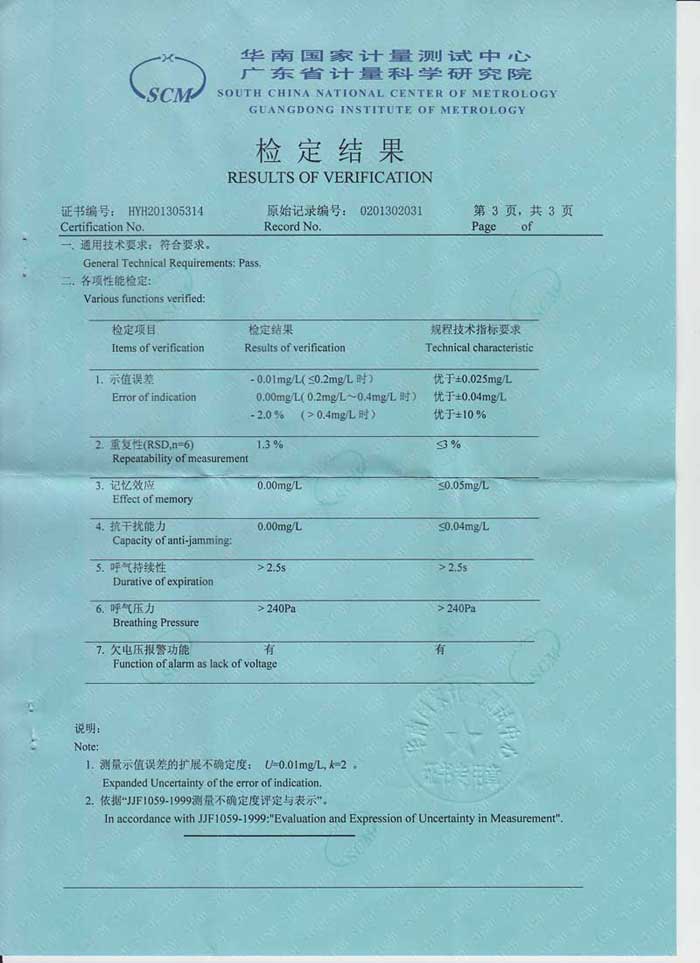 华南国家计量测试中心
广东省计量科学研究院
SCM
SOUTH CHINA NATIONAL CENTER OF METROLOGY
GUANGDONG INSTITUTE OF METROLOGY
检定结果
RESULTS OF VERIFICATION
证书编号: HYH201305314 原始记录编号: 0201302031 第 3 页,共 3 页
Certification No. Record No. Page of
一. 通用技术要求: 符合要求。
General Technical Requirements: Pass.
二. 各项性能检定:
Various functions verified:
检定项目 检定结果 规程技术指标要求
Items of verification Results of verification Technical characteristic
1. 示值误差 - 0.01mg/L( ≤0.2mg/L 时) 优于±0.025mg/L
Error of indication 0.00mg/L( 0.2mg/L～0.4mg/L 时) 优于±0.04mg/L
- 2.0 % ( > 0.4mg/L 时) 优于±10 %
2. 重复性(RSD,n=6) 1.3 % ≤3 %
Repeatability of measurement
3. 记忆效应 0.00mg/L ≤0.05mg/L
Effect of memory
4. 抗干扰能力 0.00mg/L ≤0.04mg/L
Capacity of anti-jamming:
5. 呼气持续性 > 2.5s > 2.5s
Durative of expiration
6. 呼气压力 > 240Pa > 240Pa
Breathing Pressure
7. 欠电压报警功能 有 有
Function of alarm as lack of voltage
说明:
Note:
1. 测量示值误差的扩展不确定度: U=0.01mg/L, k=2 。
Expanded Uncertainty of the error of indication.
2. 依据“JJF1059-1999测量不确定度评定与表示”。
In accordance with JJF1059-1999:"Evaluation and Expression of Uncertainty in Measurement".
证书专用章